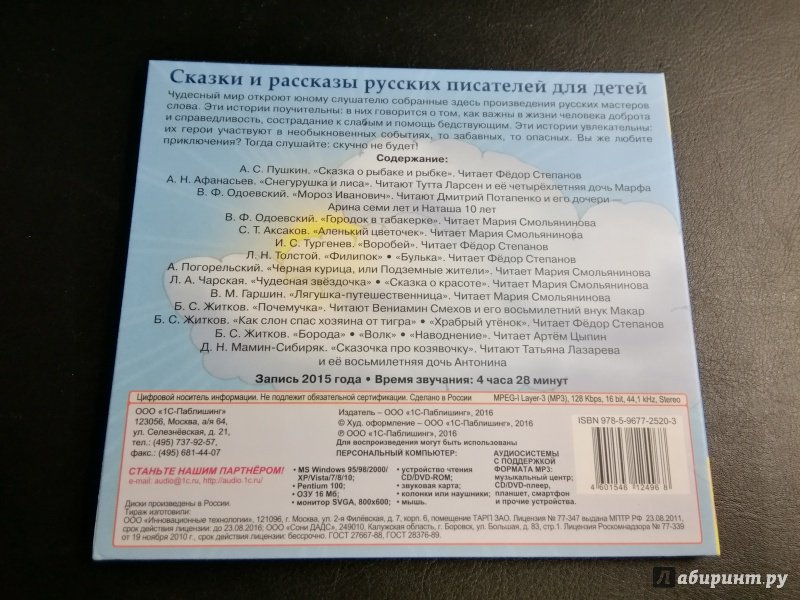 Сказки и рассказы русских писателей для детей
Чудесный мир откроют юному слушателю собранные здесь произведения русских мастеров
слова. Эти истории поучительны: в них говорится о том, как важны в жизни человека доброта
и справедливость, сострадание к слабым и помощь бедствующим. Эти истории увлекательны:
их герои участвуют в необыкновенных событиях, то забавных, то опасных. Вы же любите
приключения? Тогда слушайте: скучно не будет!
Содержание:
А. С. Пушкин. «Сказка о рыбаке и рыбке». Читает Фёдор Степанов
А. Н. Афанасьев. «Снегурушка и лиса». Читают Тутта Ларсен и её четырёхлетняя дочь Марфа
В. Ф. Одоевский. «Мороз Иванович». Читают Дмитрий Потапенко и его дочери —
Арина семи лет и Наташа 10 лет
В. Ф. Одоевский. «Городок в табакерке». Читает Мария Смольянинова
С. Т. Аксаков. «Аленький цветочек». Читает Мария Смольянинова
И. С. Тургенев. «Воробей». Читает Фёдор Степанов
Л. Н. Толстой. «Филипок» • «Булька». Читает Фёдор Степанов
А. Погорельский. «Чёрная курица, или Подземные жители». Читает Мария Смольянинова
Л. А. Чарская. «Чудесная звёздочка» • «Сказка о красоте». Читает Мария Смольянинова
В. М. Гаршин. «Лягушка-путешественница». Читает Мария Смольянинова
Б. С. Житков. «Почемучка». Читают Вениамин Смехов и его восьмилетний внук Макар
Б. С. Житков. «Как слон спас хозяина от тигра» • «Храбрый утёнок». Читает Фёдор Степанов
Б. С. Житков. «Борода» • «Волк» • «Наводнение». Читает Артём Цыпин
Д. Н. Мамин-Сибиряк. «Сказочка про козявочку». Читают Татьяна Лазарева
и её восьмилетняя дочь Антонина
Запись 2015 года • Время звучания: 4 часа 28 минут
Цифровой носитель информации. Не подлежит обязательной сертификации. Сделано в России
MPEG-I Layer-3 (MP3), 128 Kbps, 16 bit, 44,1 kHz, Stereo
ООО «1С-Паблишинг»
123056, Москва, а/я 64,
ул. Селезнёвская, д. 21,
тел.: (495) 737-92-57,
факс.: (495) 681-44-07
СТАНЬТЕ НАШИМ ПАРТНЁРОМ!
e-mail: audio@1c.ru, http://audio.1c.ru/
Издатель – ООО «1С-Паблишинг», 2016
© Худ. оформление – ООО «1С-Паблишинг», 2016
℗ ООО «1С-Паблишинг», 2016
Для воспроизведения могут быть использованы
ПЕРСОНАЛЬНЫЙ КОМПЬЮТЕР:
• MS Windows 95/98/2000/
XP/Vista/7/8/10;
• Pentium 100;
• ОЗУ 16 Мб;
• монитор SVGA, 800x600;
• устройство чтения
CD/DVD-ROM;
• звуковая карта;
• колонки или наушники;
• мышь.
АУДИОСИСТЕМЫ
С ПОДДЕРЖКОЙ
ФОРМАТА MP3:
музыкальный центр;
CD/DVD-плеер,
планшет, смартфон
и прочие устройства.
ISBN 978-5-9677-2520-3
4 601546 124968
Диски произведены в России.
Тираж изготовили:
ООО «Инновационные технологии», 121096, г. Москва, ул. 2-я Филёвская, д. 7, корп. 6, помещение ТАРП ЗАО. Лицензия № 77-347 выдана МПТР РФ 23.08.2011,
срок действия лицензии: до 23.08.2016; ООО «Сони ДАДС», 249010, Калужская область, г. Боровск, ул. Большая, д. 83, стр.1 Лицензия Роскомнадзора № 77-339
от 19 ноября 2010 г., срок действия – бессрочно. ГОСТ 27667-88. ГОСТ 28376-89.
Лабиринт.ру